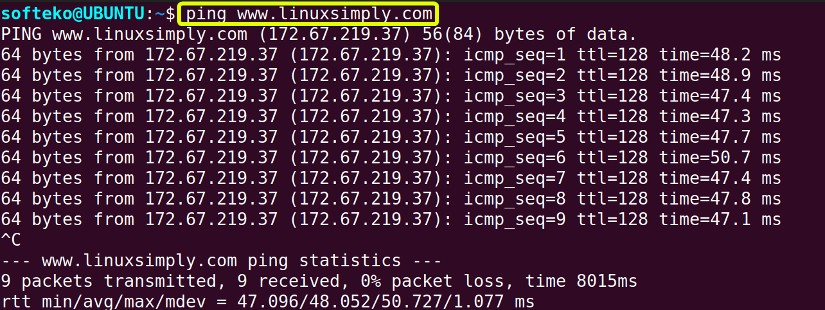 softeko@UBUNTU:~$ ping www.linuxsimply.com
PING www.linuxsimply.com (172.67.219.37) 56(84) bytes of data.
64 bytes from 172.67.219.37 (172.67.219.37): icmp_seq=1 ttl=128 time=48.2 ms
64 bytes from 172.67.219.37 (172.67.219.37): icmp_seq=2 ttl=128 time=48.9 ms
64 bytes from 172.67.219.37 (172.67.219.37): icmp_seq=3 ttl=128 time=47.4 ms
64 bytes from 172.67.219.37 (172.67.219.37): icmp_seq=4 ttl=128 time=47.3 ms
64 bytes from 172.67.219.37 (172.67.219.37): icmp_seq=5 ttl=128 time=47.7 ms
64 bytes from 172.67.219.37 (172.67.219.37): icmp_seq=6 ttl=128 time=50.7 ms
64 bytes from 172.67.219.37 (172.67.219.37): icmp_seq=7 ttl=128 time=47.4 ms
64 bytes from 172.67.219.37 (172.67.219.37): icmp_seq=8 ttl=128 time=47.8 ms
64 bytes from 172.67.219.37 (172.67.219.37): icmp_seq=9 ttl=128 time=47.1 ms
^C
--- www.linuxsimply.com ping statistics ---
9 packets transmitted, 9 received, 0% packet loss, time 8015ms
rtt min/avg/max/mdev = 47.096/48.052/50.727/1.077 ms